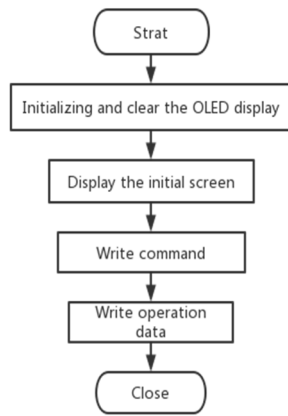 Strat
Initializing and clear the OLED display
Display the initial screen
Write command
Write operation
data
Close